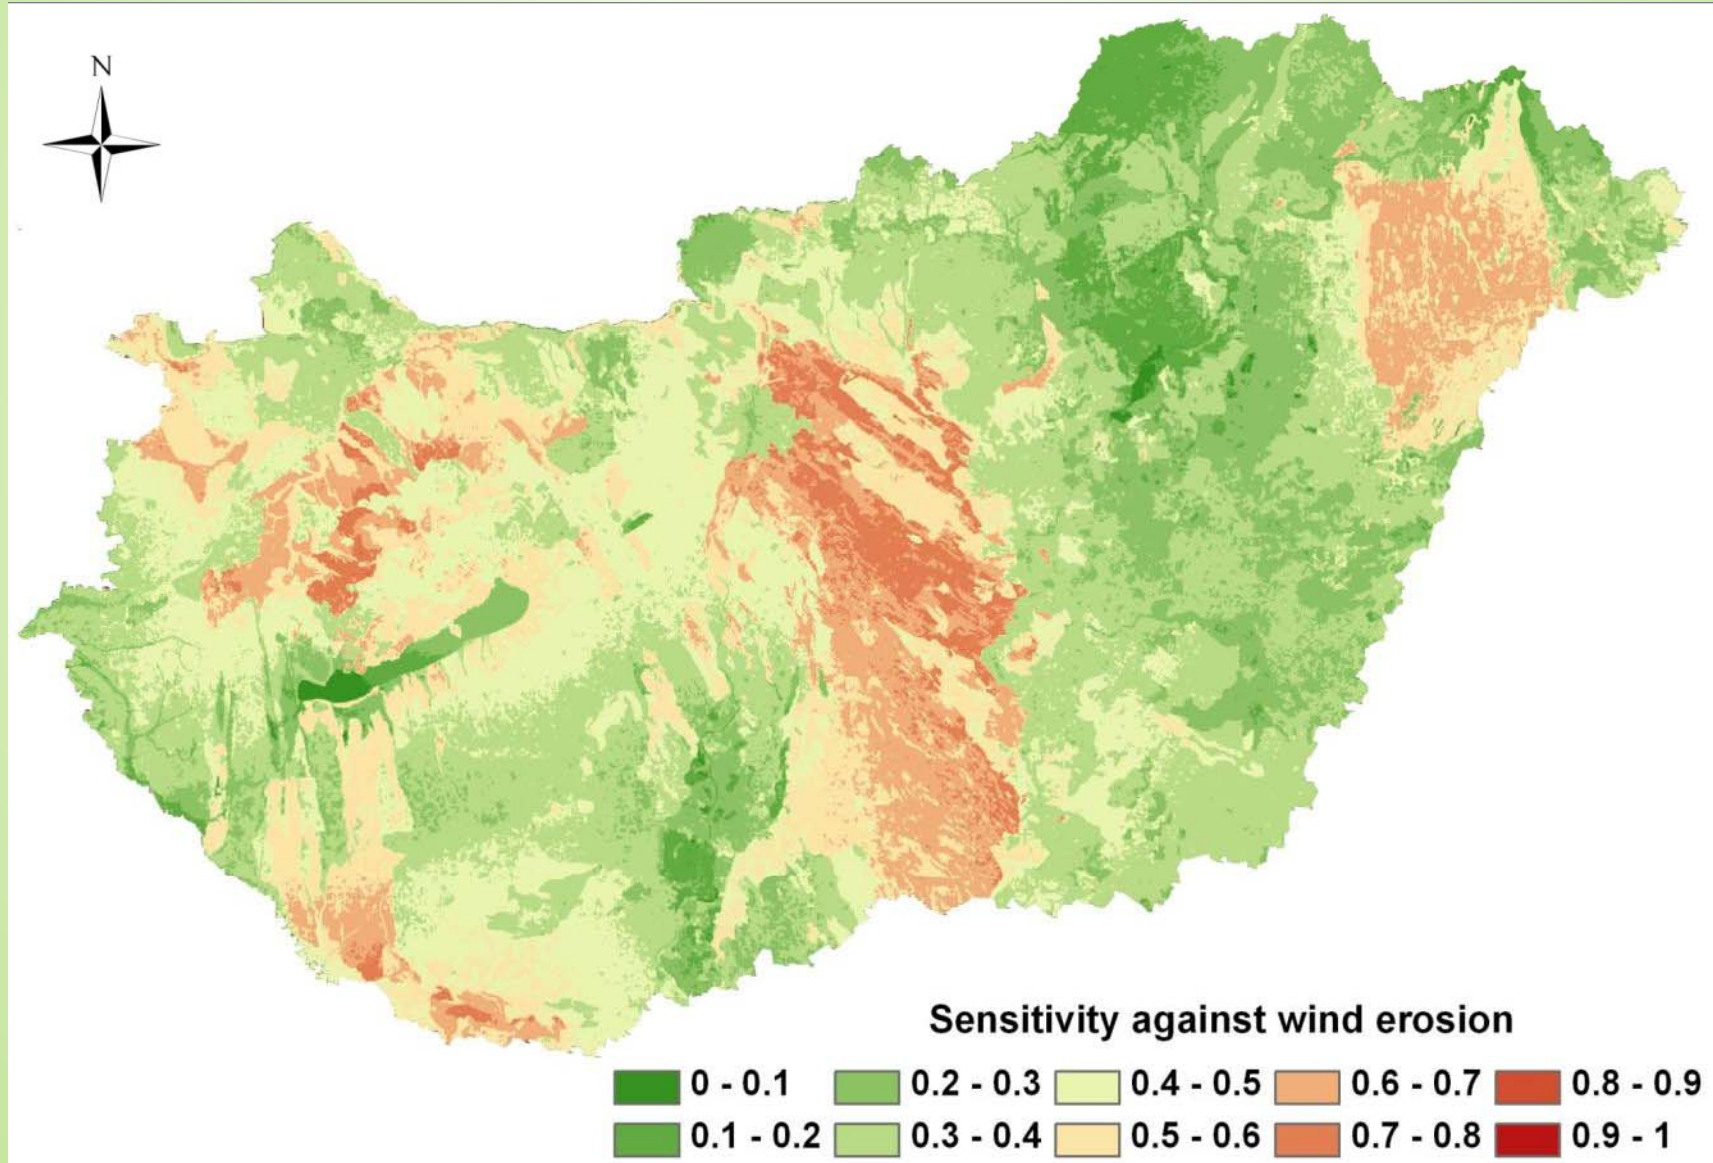 N
Sensitivity against wind erosion
0 - 0.1 0.2 - 0.3 0.4 - 0.5 0.6 - 0.7 0.8 - 0.9
0.1 - 0.2 0.3 - 0.4 0.5 - 0.6 0.7 - 0.8 0.9 - 1